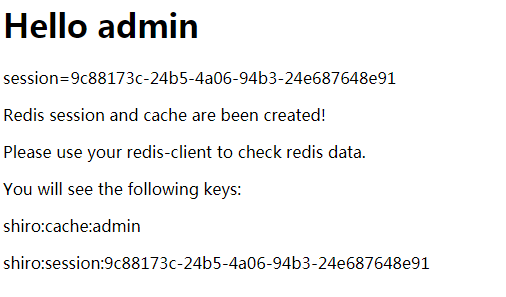 Hello admin
session=9c88173c-24b5-4a06-94b3-24e687648e91
Redis session and cache are been created!
Please use your redis-client to check redis data.
You will see the following keys:
shiro:cache:admin
shiro:session:9c88173c-24b5-4a06-94b3-24e687648e91